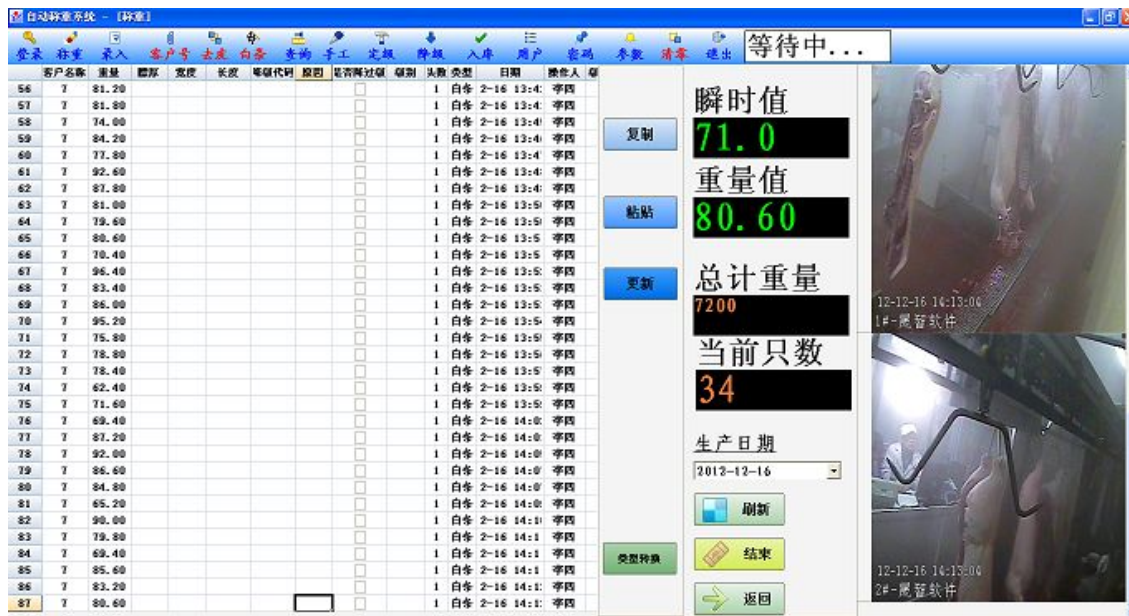 自动称重系统 - [称重]
登录 称重 录入 客户号 去皮 白条 查询 手工 定级 降级 入库 用户 密码 参数 清零 退出 等待中...
客户名称 重量 膘厚 宽度 长度 等级代码 原因 是否降过级 级别 头数 类型 日期 操作人
56 7 81.20 1 白条 2-16 13:4 李四
57 7 81.80 1 白条 2-16 13:4 李四
58 7 74.00 1 白条 2-16 13:4 李四
59 7 84.20 1 白条 2-16 13:4 李四
60 7 77.80 1 白条 2-16 13:4 李四
61 7 92.60 1 白条 2-16 13:4 李四
62 7 87.80 1 白条 2-16 13:4 李四
63 7 81.00 1 白条 2-16 13:5 李四
64 7 79.60 1 白条 2-16 13:5 李四
65 7 80.60 1 白条 2-16 13:5 李四
66 7 70.40 1 白条 2-16 13:5 李四
67 7 96.40 1 白条 2-16 13:5 李四
68 7 83.40 1 白条 2-16 13:5 李四
69 7 86.00 1 白条 2-16 13:5 李四
70 7 95.20 1 白条 2-16 13:5 李四
71 7 75.80 1 白条 2-16 13:5 李四
72 7 78.80 1 白条 2-16 13:5 李四
73 7 78.40 1 白条 2-16 13:5 李四
74 7 62.40 1 白条 2-16 13:5 李四
75 7 71.60 1 白条 2-16 13:5 李四
76 7 69.40 1 白条 2-16 14:0 李四
77 7 87.20 1 白条 2-16 14:0 李四
78 7 92.00 1 白条 2-16 14:0 李四
79 7 86.60 1 白条 2-16 14:0 李四
80 7 84.80 1 白条 2-16 14:0 李四
81 7 65.20 1 白条 2-16 14:0 李四
82 7 90.00 1 白条 2-16 14:1 李四
83 7 79.80 1 白条 2-16 14:1 李四
84 7 69.40 1 白条 2-16 14:1 李四
85 7 85.60 1 白条 2-16 14:1 李四
86 7 83.20 1 白条 2-16 14:1 李四
87 7 80.60 1 白条 2-16 14:1 李四
复制
粘贴
更新
类型转换
瞬时值
71.0
重量值
80.60
总计重量
7200
当前只数
34
生产日期
2012-12-16
刷新
结束
返回
12-12-16 14:13:04
1#-晟智软件
12-12-16 14:13:04
2#-晟智软件